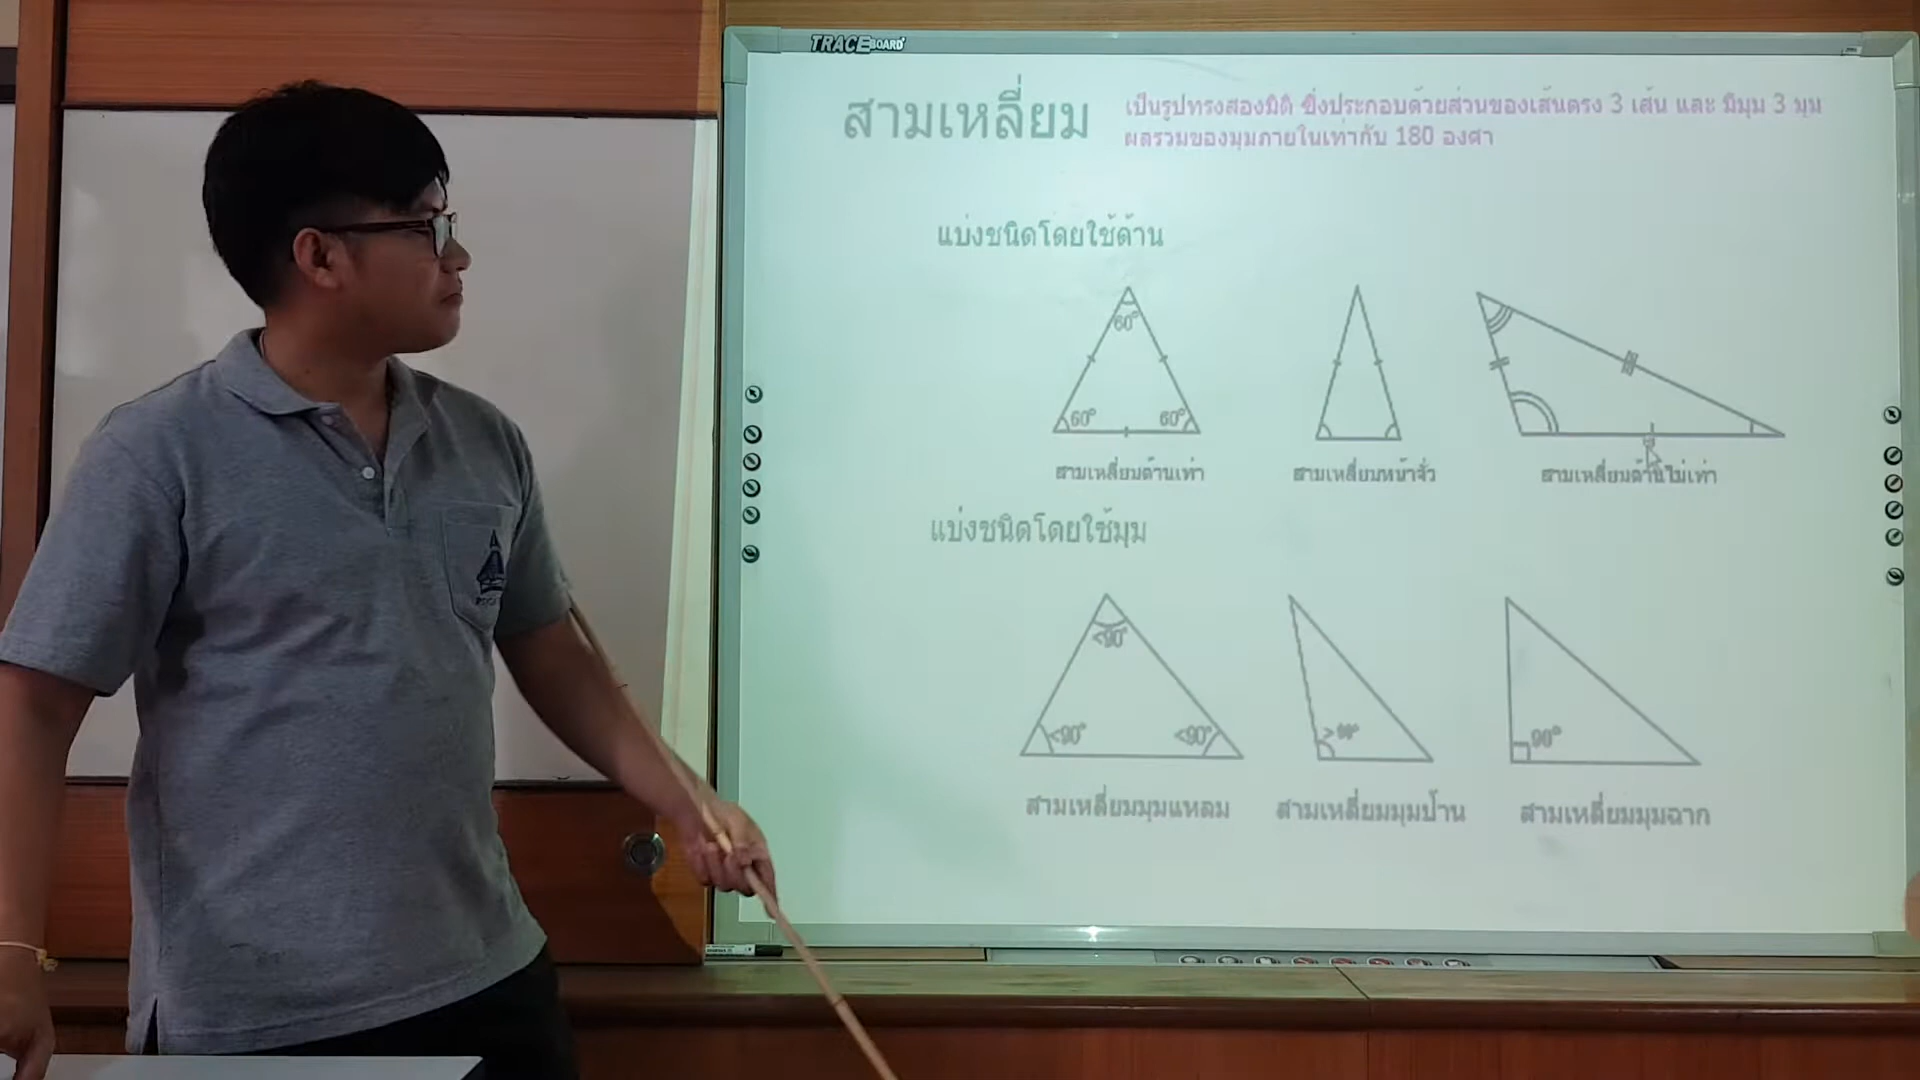 TRACEBOARD
สามเหลี่ยม
เป็นรูปทรงสองมิติ ซึ่งประกอบด้วยส่วนของเส้นตรง 3 เส้น และ มีมุม 3 มุม
ผลรวมของมุมภายในเท่ากับ 180 องศา
แบ่งชนิดโดยใช้ด้าน
60°
60° 60°
สามเหลี่ยมด้านเท่า สามเหลี่ยมหน้าจั่ว สามเหลี่ยมด้านไม่เท่า
แบ่งชนิดโดยใช้มุม
<90°
<90° <90° >90° 90°
สามเหลี่ยมมุมแหลม สามเหลี่ยมมุมป้าน สามเหลี่ยมมุมฉาก